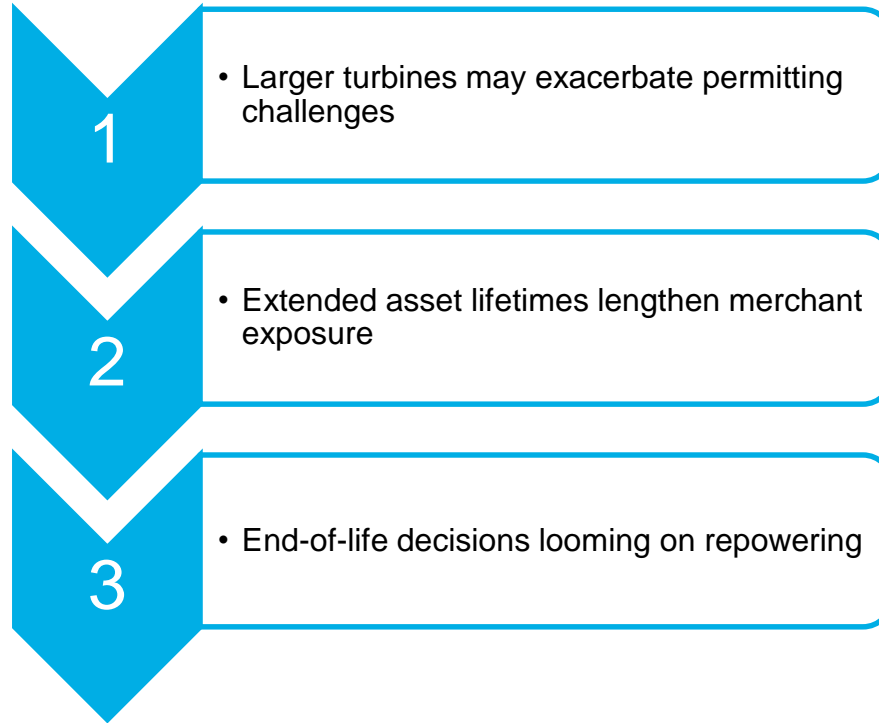 1
• Larger turbines may exacerbate permitting
challenges
2
• Extended asset lifetimes lengthen merchant
exposure
3
• End-of-life decisions looming on repowering